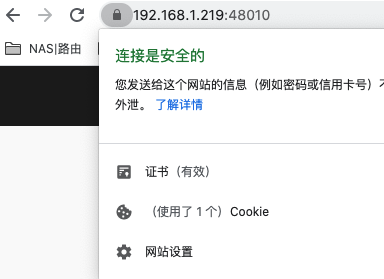 192.168.1.219:48010
NAS|路由
连接是安全的
您发送给这个网站的信息（例如密码或信用卡号）不
外泄。 了解详情
证书（有效）
（使用了 1 个）Cookie
网站设置